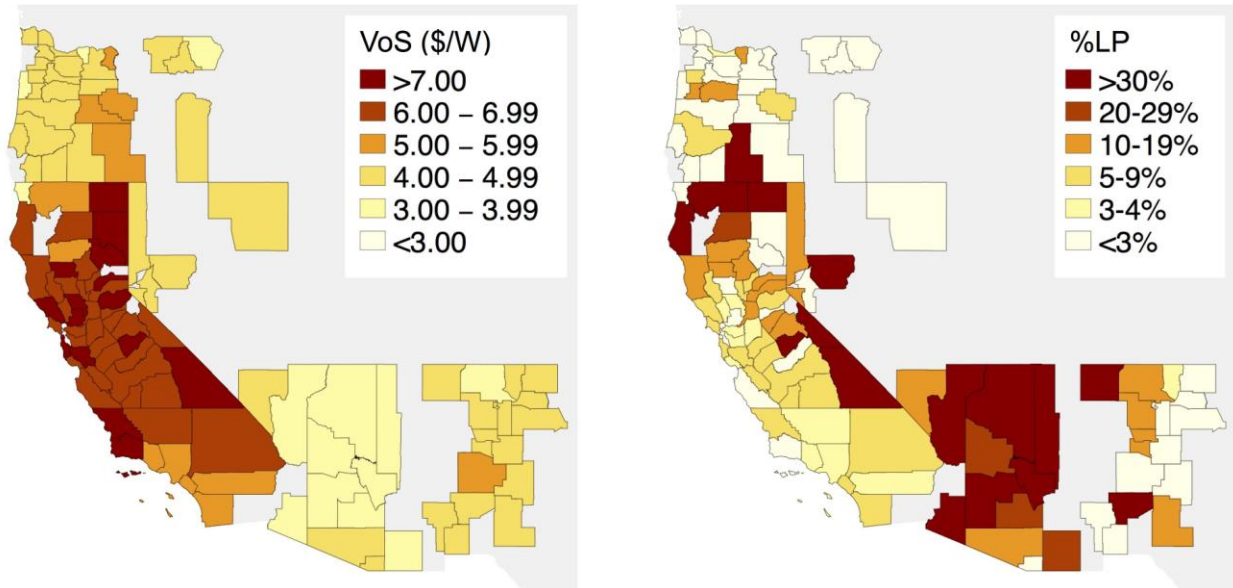 VoS ($/W)
>7.00
6.00 – 6.99
5.00 – 5.99
4.00 – 4.99
3.00 – 3.99
<3.00
%LP
>30%
20-29%
10-19%
5-9%
3-4%
<3%